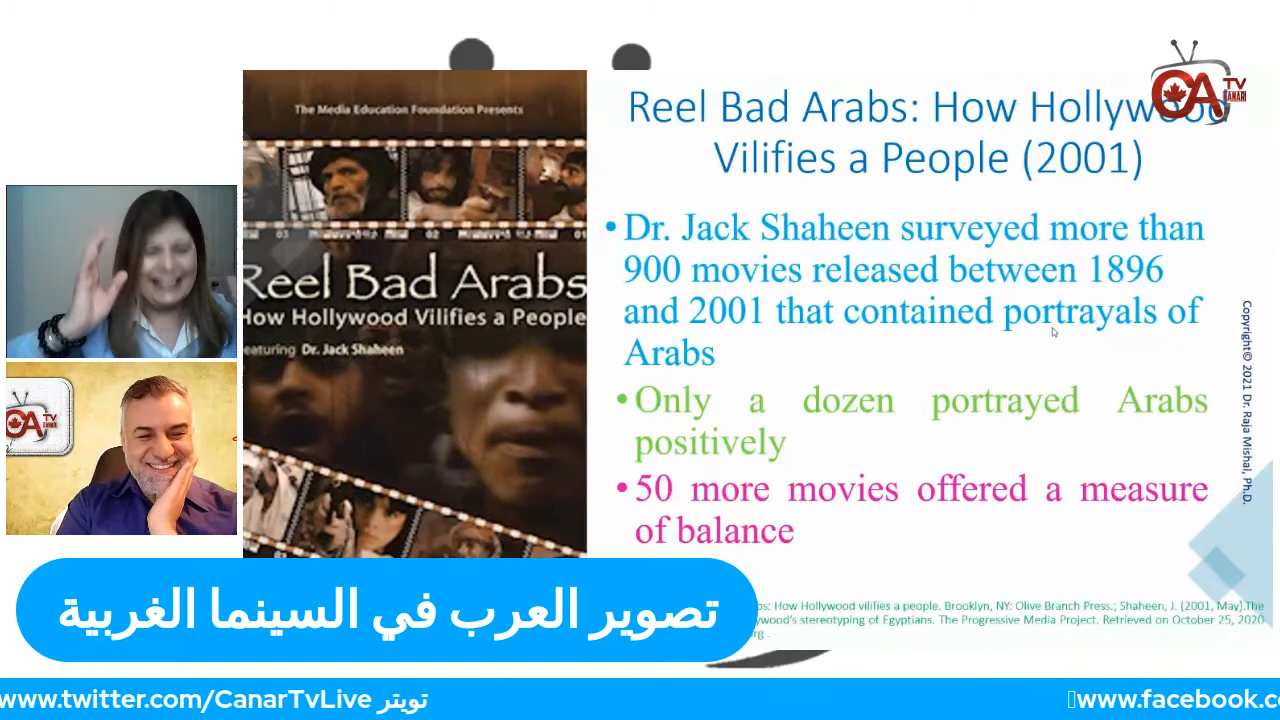 The Media Education Foundation Presents
Reel Bad Arabs
How Hollywood Vilifies a People
Featuring Dr. Jack Shaheen
TV
CANAR
Reel Bad Arabs: How Hollywood
Vilifies a People (2001)
• Dr. Jack Shaheen surveyed more than
900 movies released between 1896
and 2001 that contained portrayals of
Arabs
• Only a dozen portrayed Arabs
positively
• 50 more movies offered a measure
of balance
Copyright© 2021 Dr. Raja Mishal, Ph.D.
: How Hollywood vilifies a people. Brooklyn, NY: Olive Branch Press.; Shaheen, J. (2001, May).The
stereotyping of Egyptians. The Progressive Media Project. Retrieved on October 25, 2020
تصوير العرب في السينما الغربية
www.twitter.com/CanarTvLive تويتر
www.facebook.c